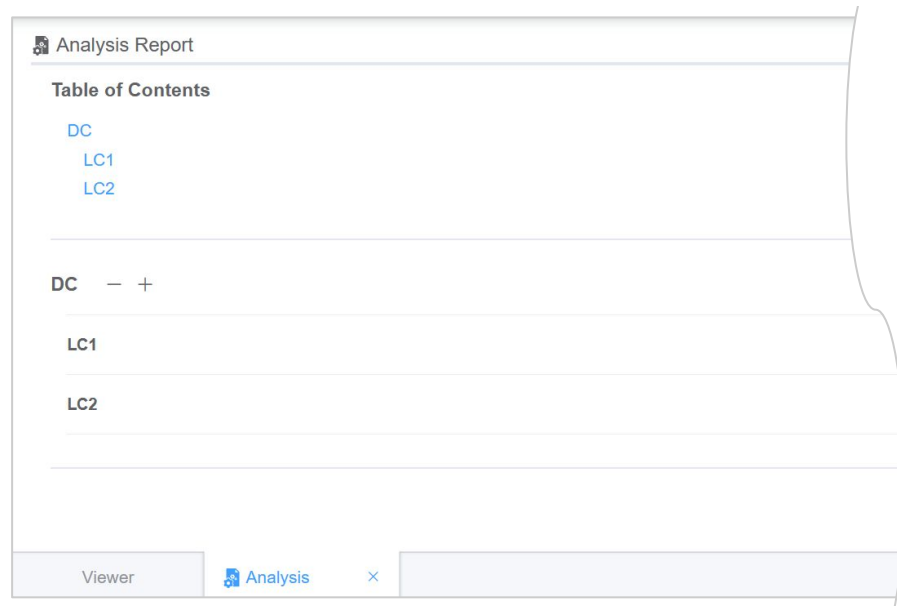 Analysis Report
Table of Contents
DC
LC1
LC2
DC − +
LC1
LC2
Viewer Analysis ×